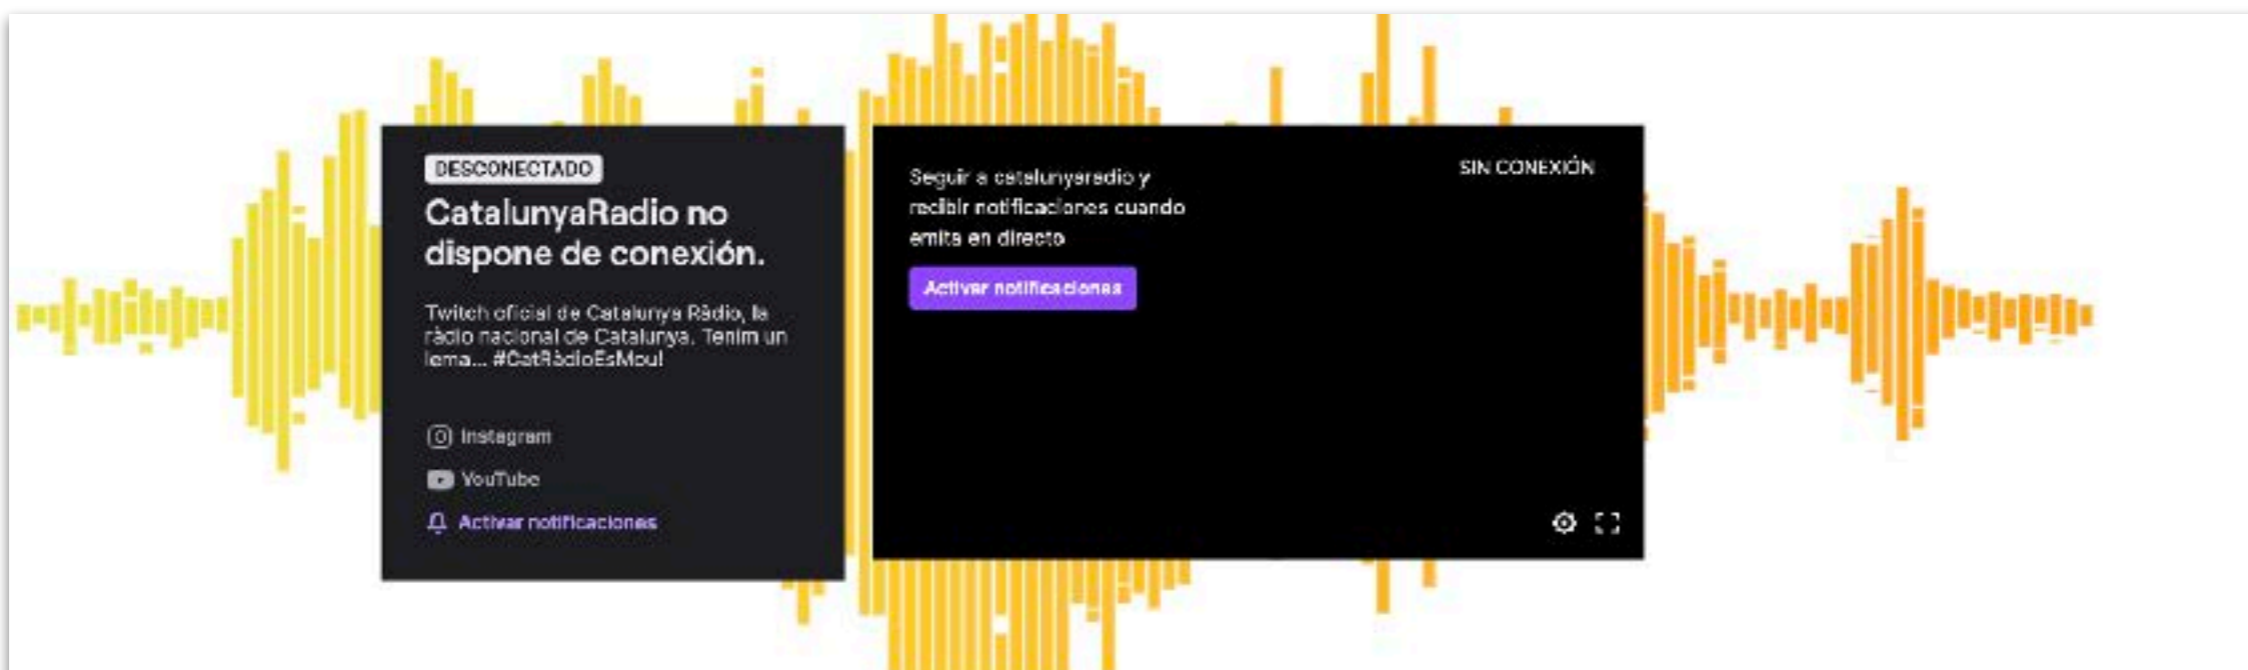 DESCONECTADO
CatalunyaRadio no
dispone de conexión.
Twitch oficial de Catalunya Ràdio, la
ràdio nacional de Catalunya. Tenim un
lema... #CatRàdioEsMou!
Instagram
YouTube
Activar notificaciones
Seguir a catalunyaradio y
recibir notificaciones cuando
emita en directo
Activar notificaciones
SIN CONEXIÓN